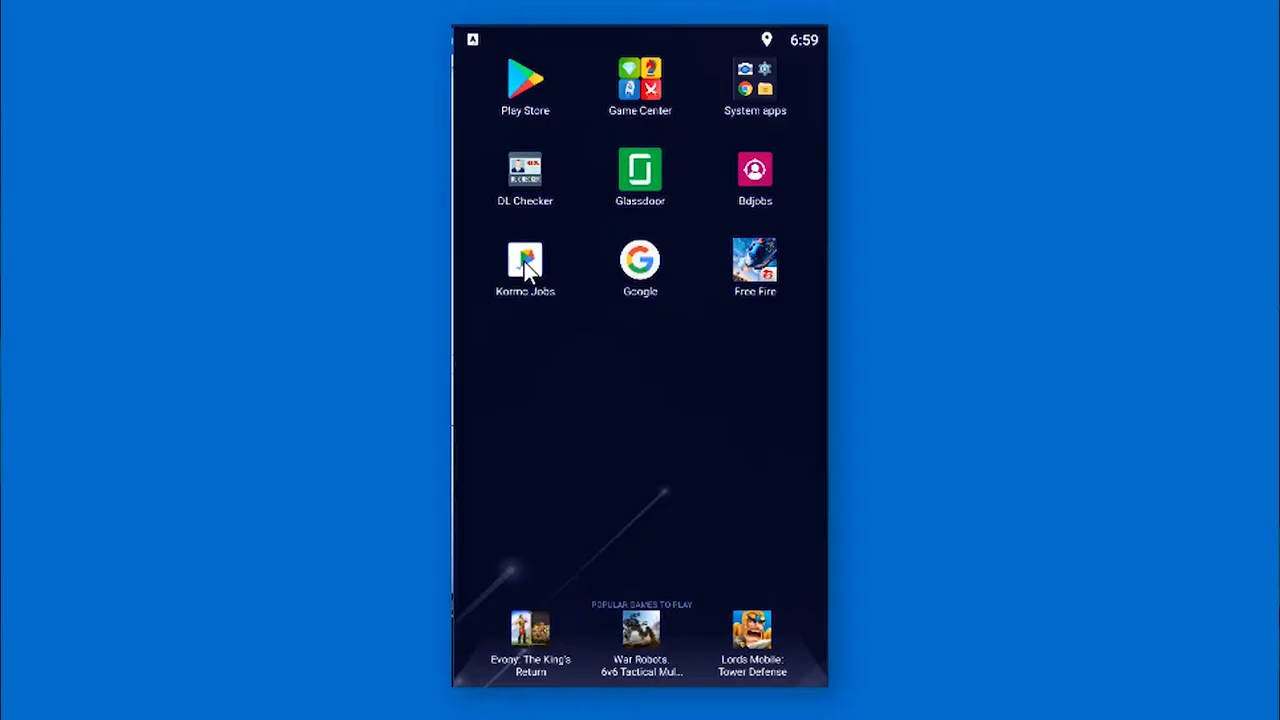 6:59
Play Store
Game Center
System apps
DL Checker
Glassdoor
Bdjobs
Kormo Jobs
Google
Free Fire
POPULAR GAMES TO PLAY
Evony: The King's
Return
War Robots.
6v6 Tactical Mul...
Lords Mobile:
Tower Defense